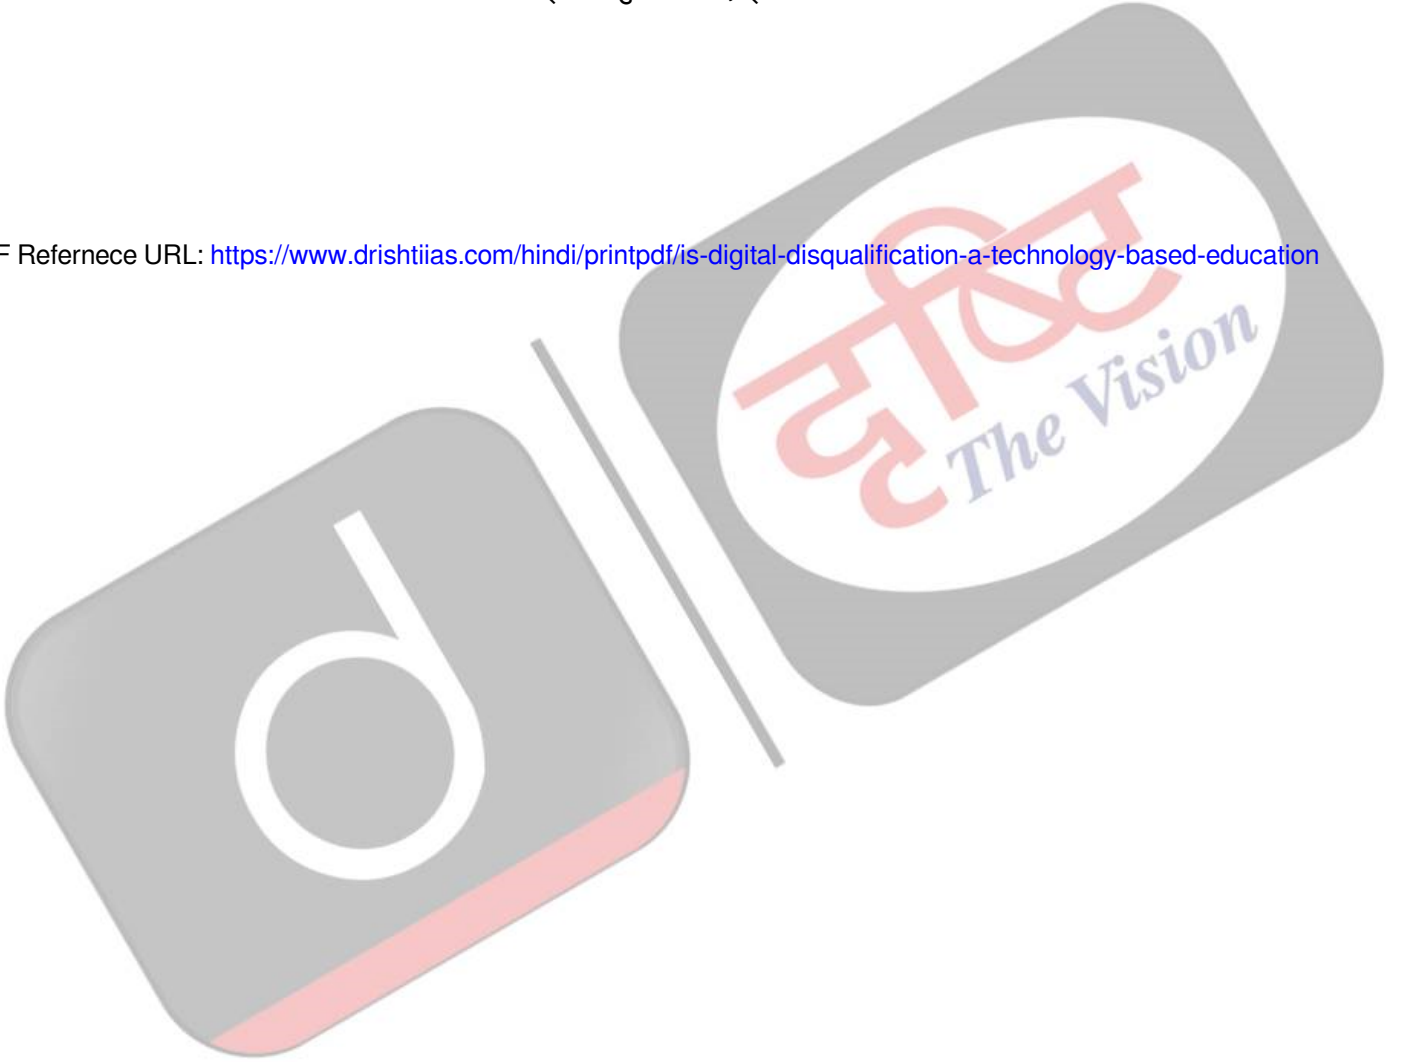 F Refernece URL: https://www.drishtiias.com/hindi/printpdf/is-digital-disqualification-a-technology-based-education
दृष्टि
The Vision
d